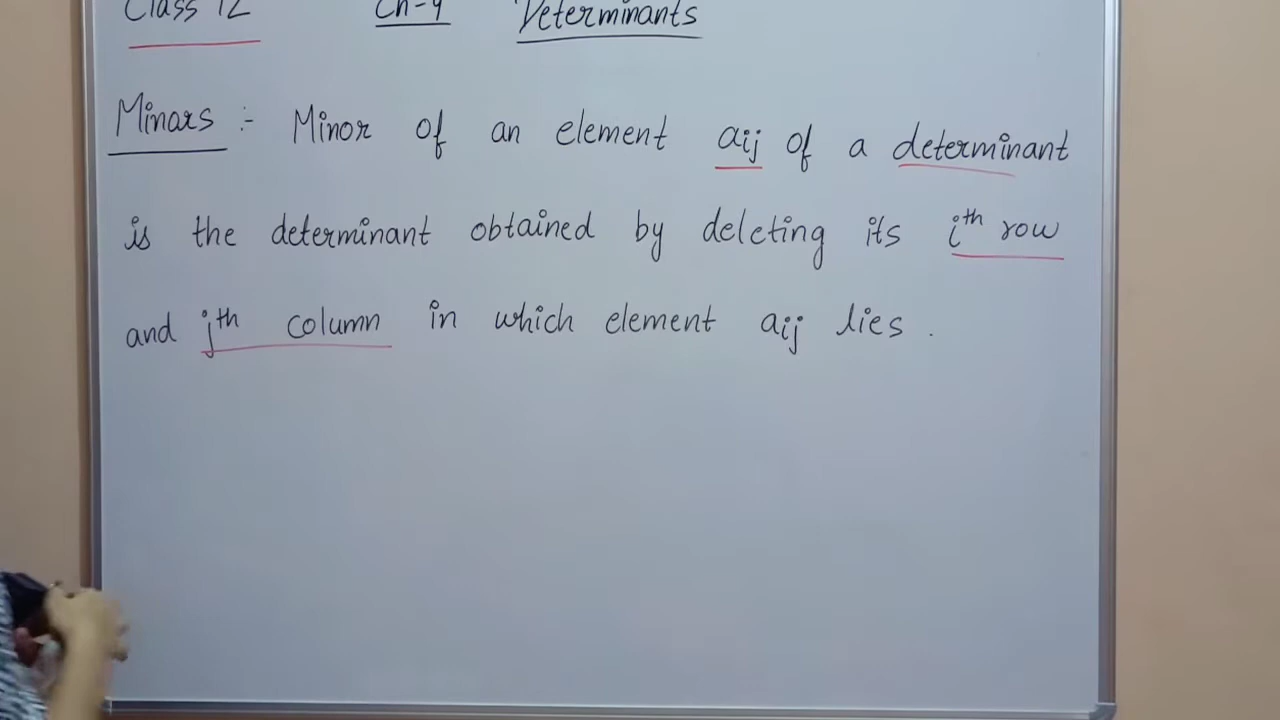 Class 12 Ch-4 Determinants
Minors :- Minor of an element aij of a determinant
is the determinant obtained by deleting its ith row
and jth column in which element aij lies .